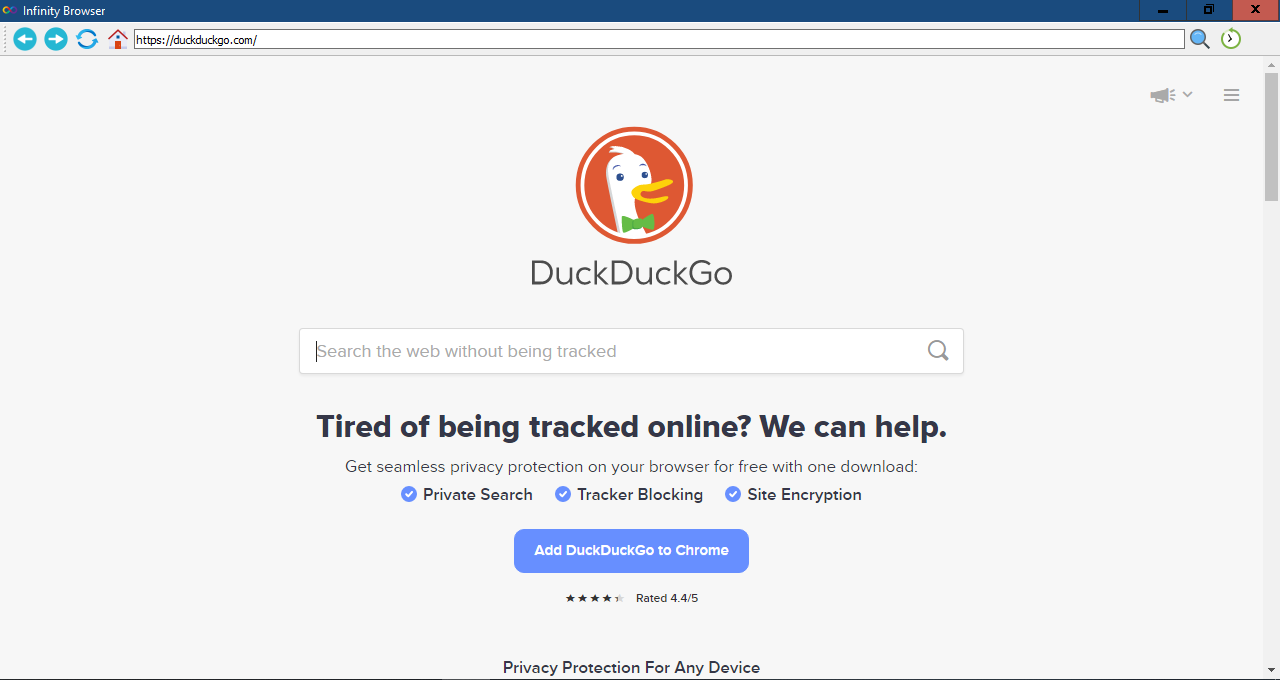 Infinity Browser
https://duckduckgo.com/
DuckDuckGo
Search the web without being tracked
Tired of being tracked online? We can help.
Get seamless privacy protection on your browser for free with one download:
Private Search Tracker Blocking Site Encryption
Add DuckDuckGo to Chrome
Rated 4.4/5
Privacy Protection For Any Device